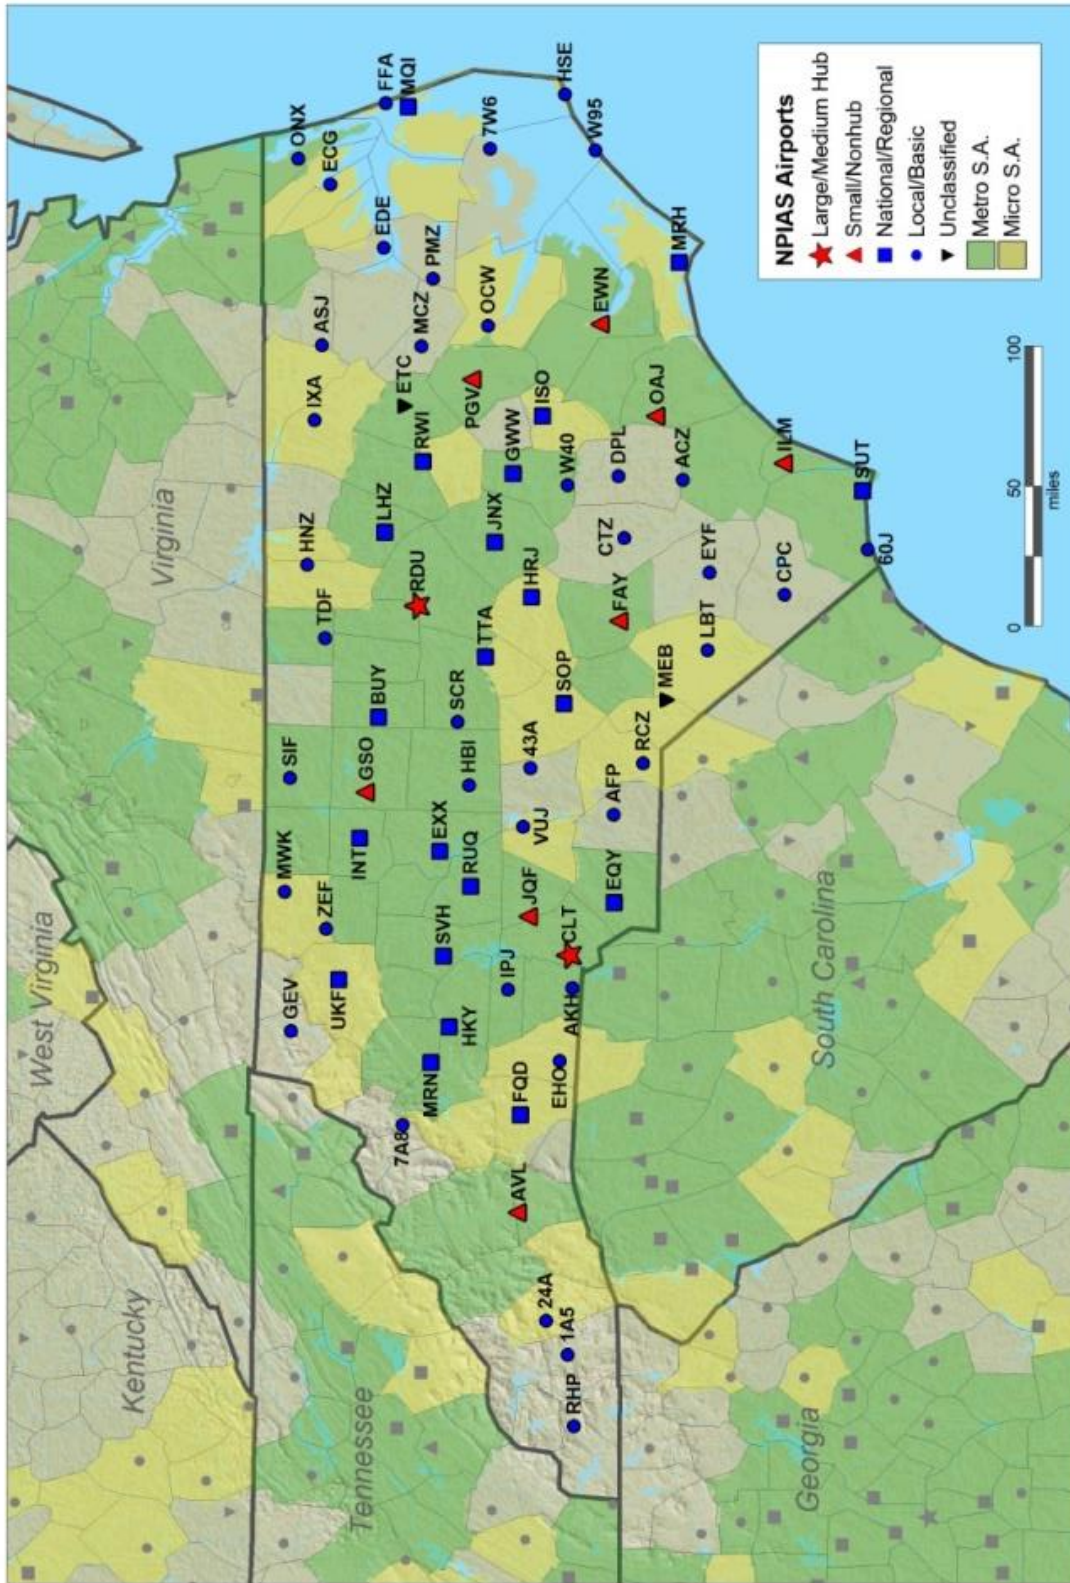 West Virginia
Virginia
Kentucky
Tennessee
Georgia
South Carolina
GEV
MWK
SIF
HNZ
IXA
ASJ
ONX
ECG
UKF
ZEF
TDF
INT
GSO
BUY
LHZ
ETC
EDE
FFA
MQI
7A8
MRN
HKY
SVH
EXX
RDU
RWI
MCZ
PMZ
RUQ
HBI
SCR
TTA
JNX
PGV
OCW
7W6
AVL
FQD
IPJ
JQF
VUJ
43A
HRJ
GWW
ISO
24A
1A5
RHP
EHO
AKH
CLT
SOP
W40
HSE
W95
EQY
AFP
RCZ
FAY
CTZ
DPL
EWN
MEB
OAJ
MRH
LBT
EYF
ACZ
CPC
ILM
60J
SUT
NPIAS Airports
Large/Medium Hub
Small/Nonhub
National/Regional
Local/Basic
Unclassified
Metro S.A.
Micro S.A.
0 50 100
miles